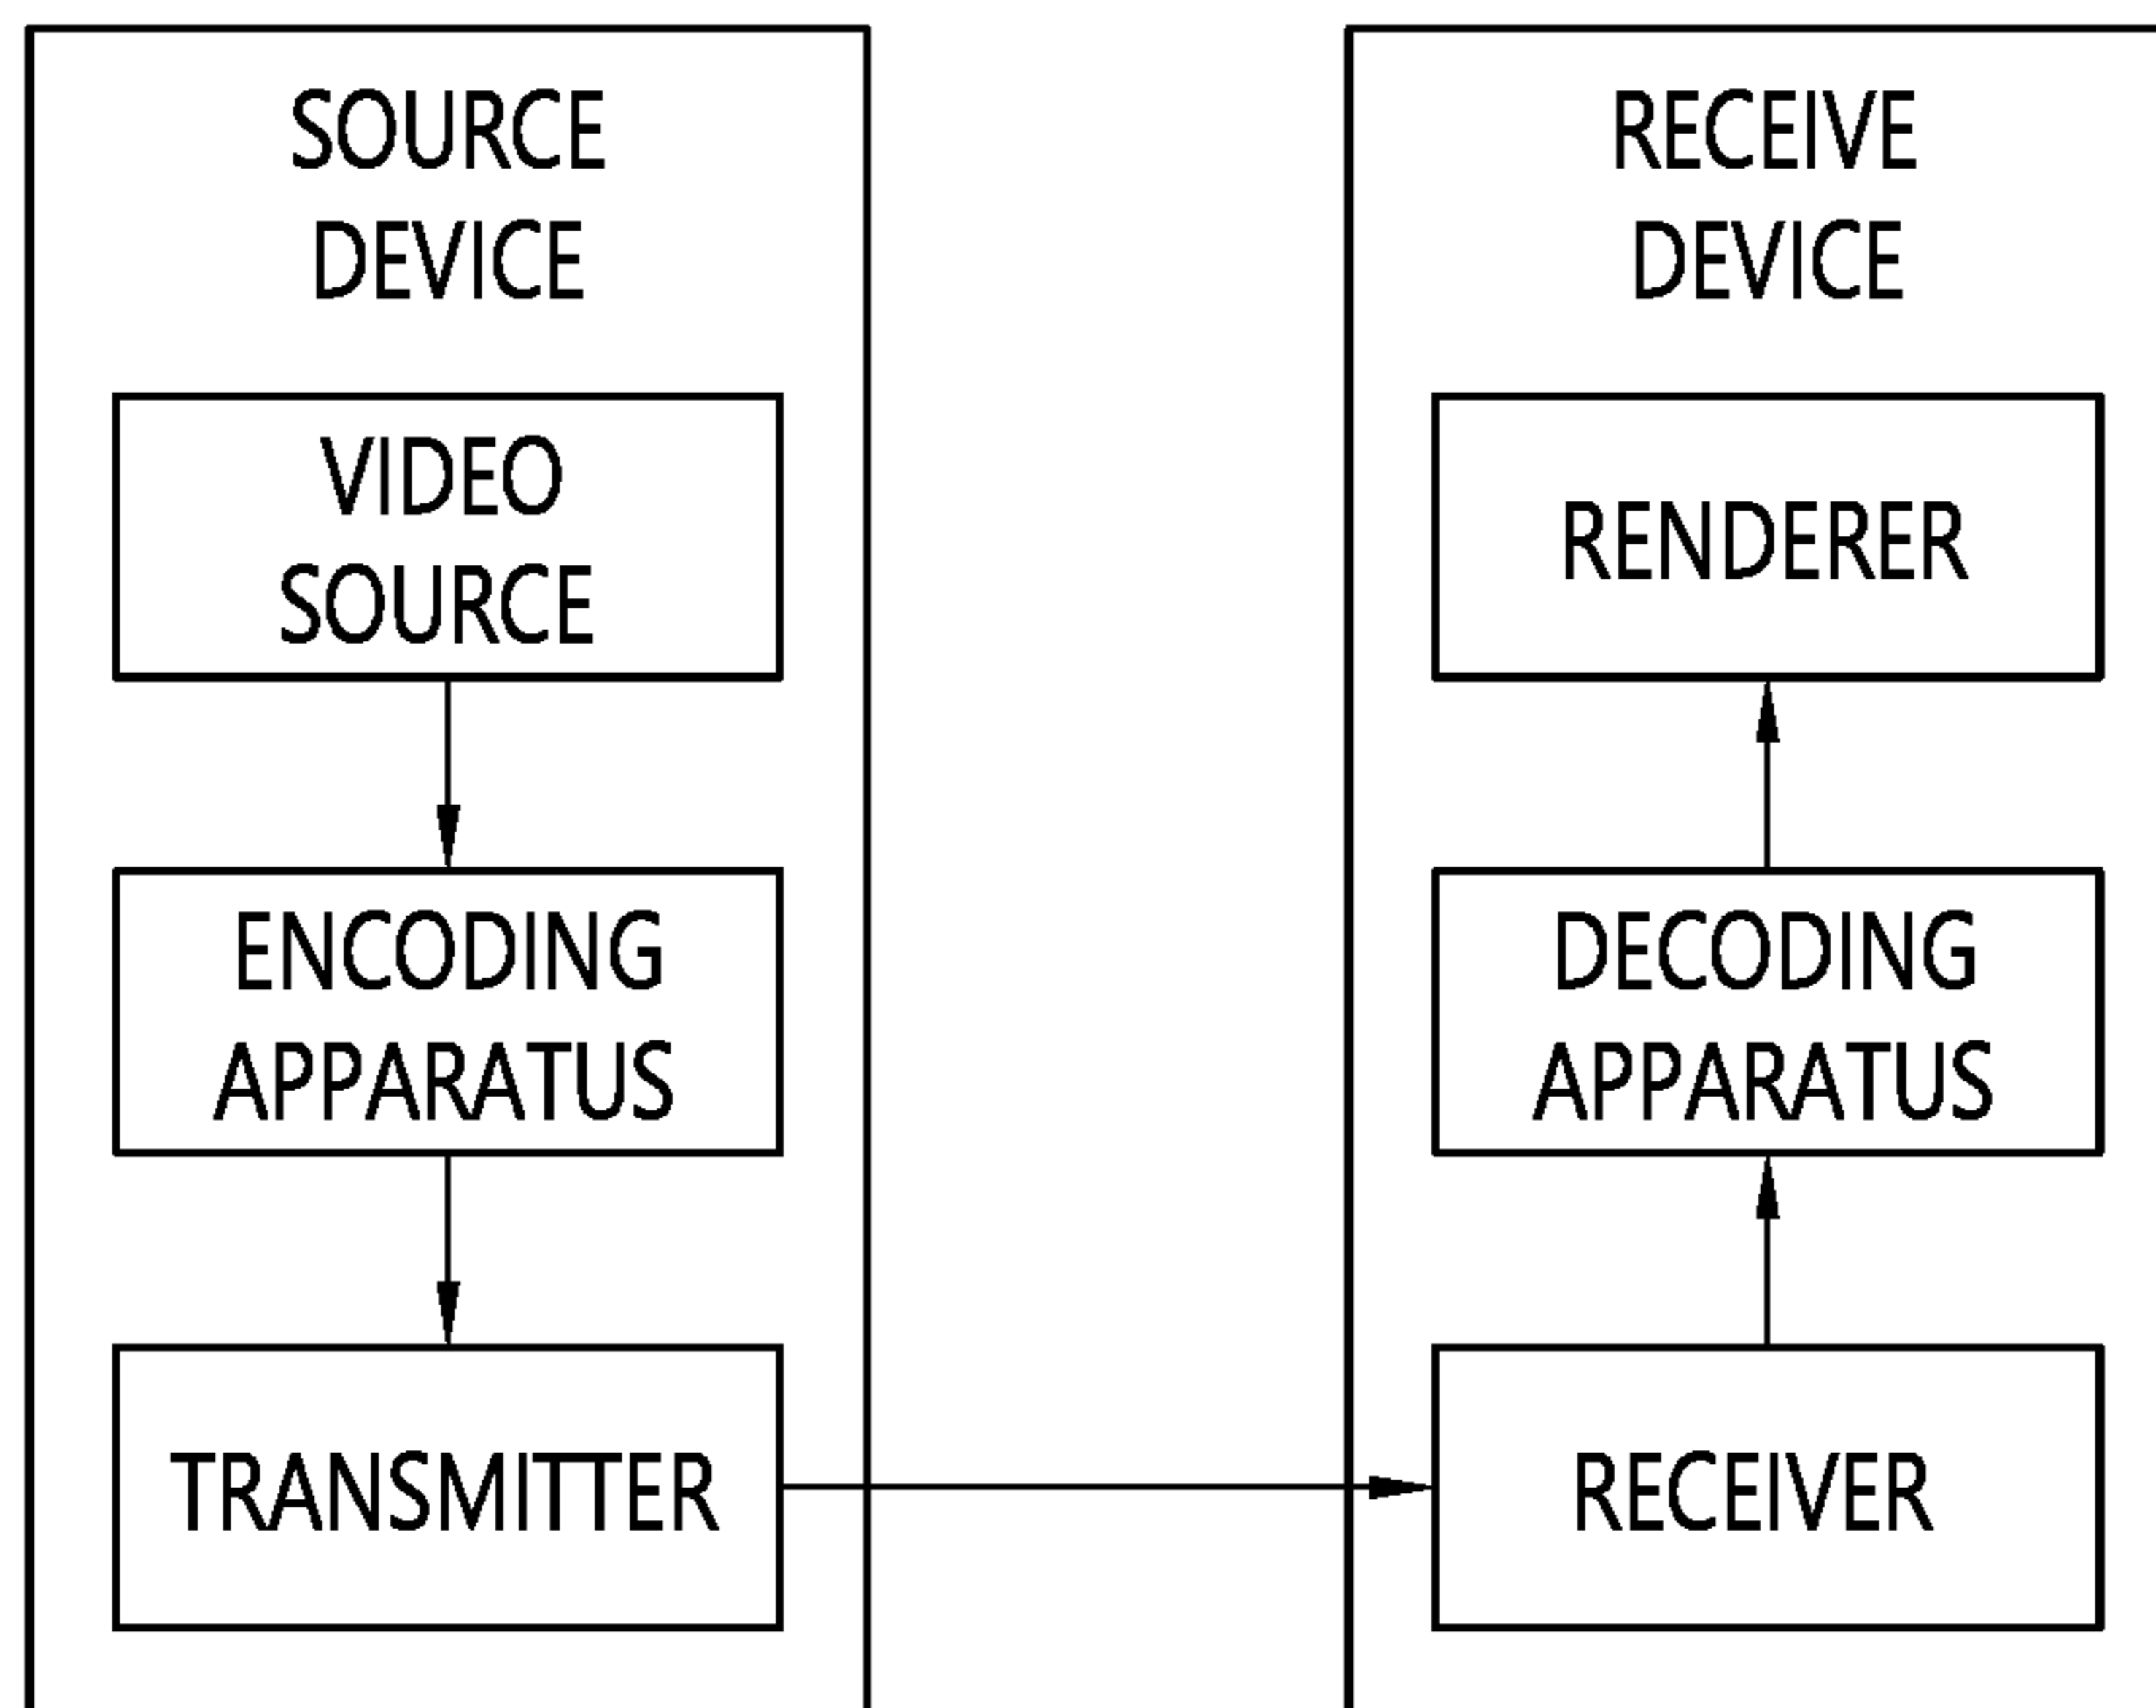 SOURCE
DEVICE
VIDEO
SOURCE
ENCODING
APPARATUS
TRANSMITTER
RECEIVE
DEVICE
RENDERER
DECODING
APPARATUS
RECEIVER